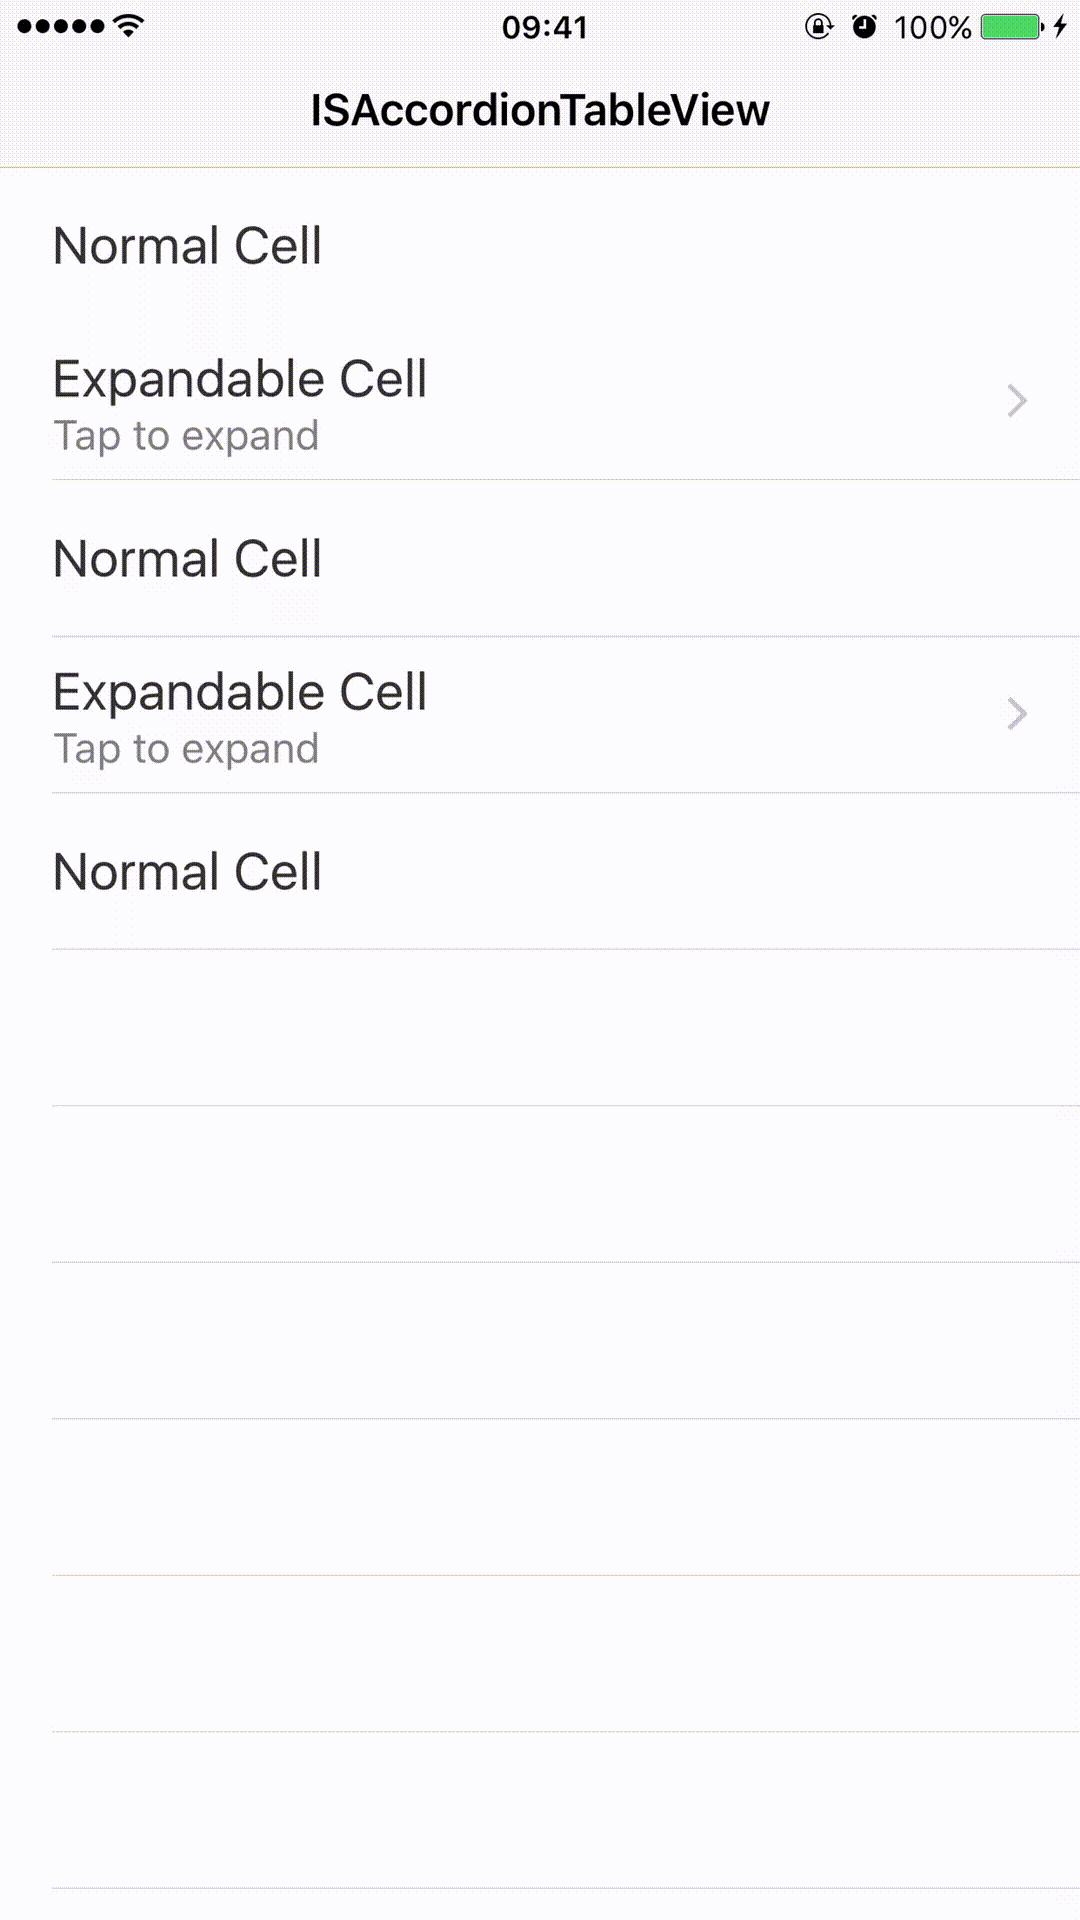 09:41
100%
ISAccordionTableView
Normal Cell
Expandable Cell
Tap to expand
Normal Cell
Expandable Cell
Tap to expand
Normal Cell